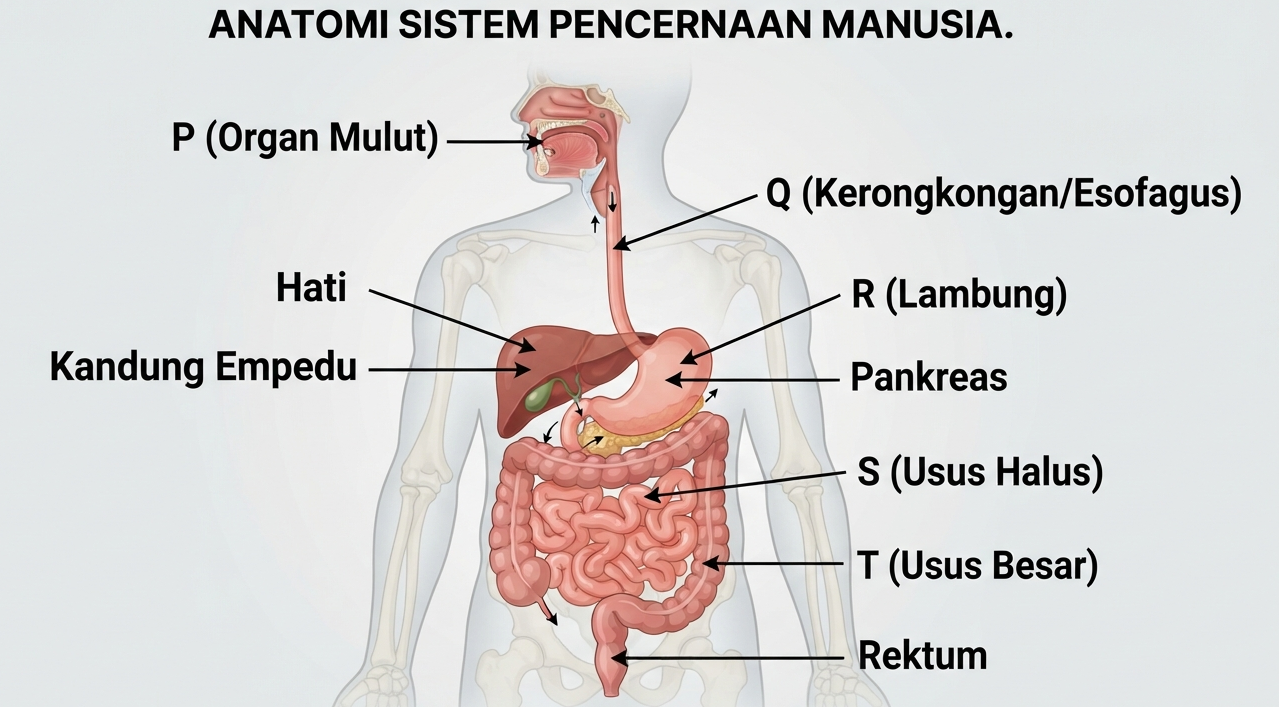 ANATOMI SISTEM PENCERNAAN MANUSIA.
P (Organ Mulut)
Q (Kerongkongan/Esofagus)
Hati
R (Lambung)
Kandung Empedu
Pankreas
S (Usus Halus)
T (Usus Besar)
Rektum